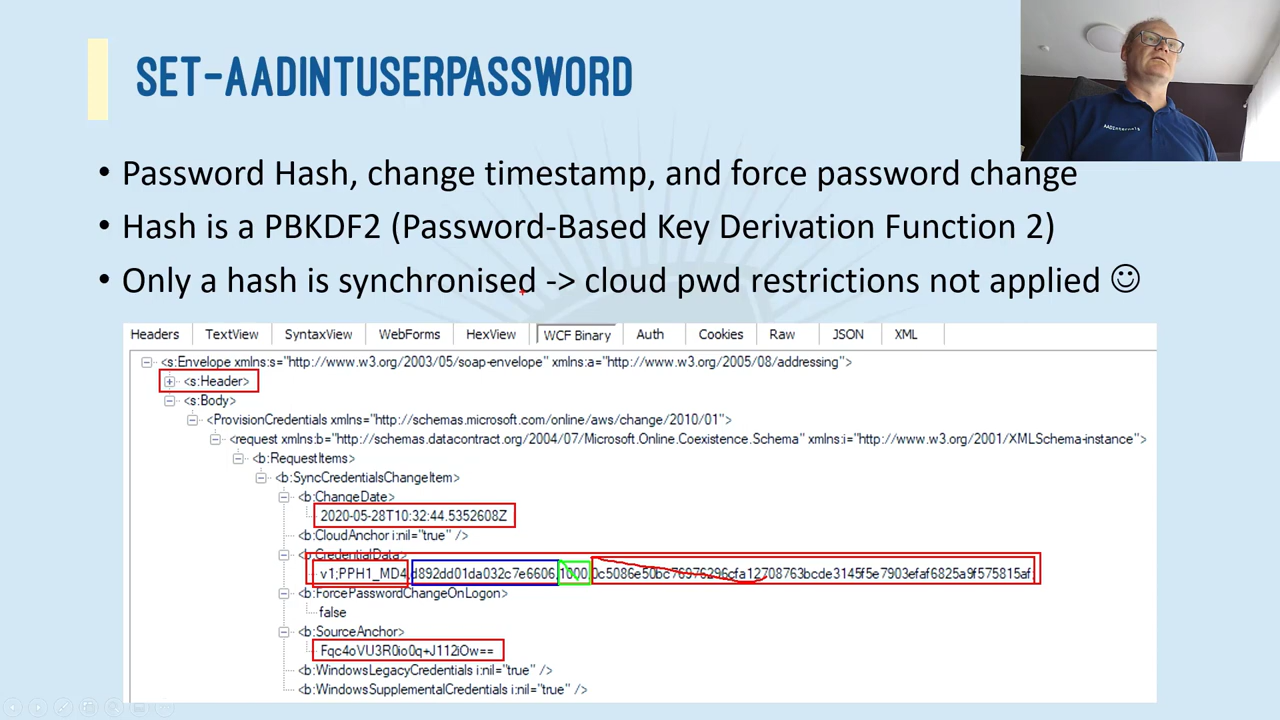 SET-AADINTUSERPASSWORD
AADInternals
• Password Hash, change timestamp, and force password change
• Hash is a PBKDF2 (Password-Based Key Derivation Function 2)
• Only a hash is synchronised -> cloud pwd restrictions not applied ☺
Headers TextView SyntaxView WebForms HexView WCF Binary Auth Cookies Raw JSON XML
<s:Envelope xmlns:s="http://www.w3.org/2003/05/soap-envelope" xmlns:a="http://www.w3.org/2005/08/addressing">
<s:Header>
<s:Body>
<ProvisionCredentials xmlns="http://schemas.microsoft.com/online/aws/change/2010/01">
<request xmlns:b="http://schemas.datacontract.org/2004/07/Microsoft.Online.Coexistence.Schema" xmlns:i="http://www.w3.org/2001/XMLSchema-instance">
<b:RequestItems>
<b:SyncCredentialsChangeItem>
<b:ChangeDate>
2020-05-28T10:32:44.5352608Z
<b:CloudAnchor i:nil="true" />
<b:CredentialData>
v1;PPH1_MD4,d892dd01da032c7e6606,1000,0c5086e50bc76976296cfa12708763bcde3145f5e7903efaf6825a9f575815af;
<b:ForcePasswordChangeOnLogon>
false
<b:SourceAnchor>
Fqc4oVU3R0io0q+J112iOw==
<b:WindowsLegacyCredentials i:nil="true" />
<b:WindowsSupplementalCredentials i:nil="true" />